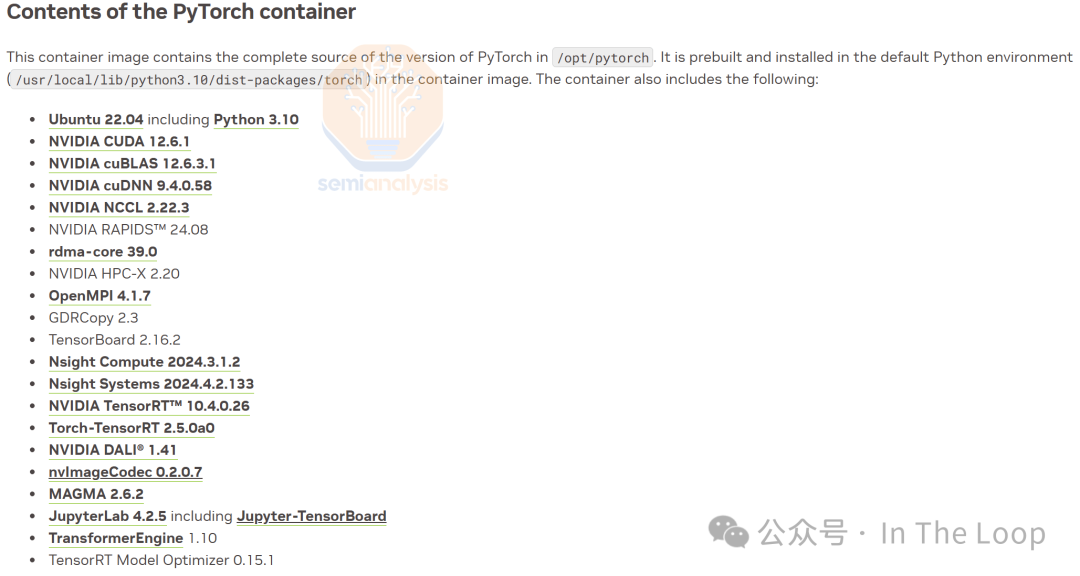 Contents of the PyTorch container
This container image contains the complete source of the version of PyTorch in /opt/pytorch. It is prebuilt and installed in the default Python environment
(/usr/local/lib/python3.10/dist-packages/torch) in the container image. The container also includes the following:
• Ubuntu 22.04 including Python 3.10
• NVIDIA CUDA 12.6.1
• NVIDIA cuBLAS 12.6.3.1
• NVIDIA cuDNN 9.4.0.58
• NVIDIA NCCL 2.22.3
• NVIDIA RAPIDS™ 24.08
• rdma-core 39.0
• NVIDIA HPC-X 2.20
• OpenMPI 4.1.7
• GDRCopy 2.3
• TensorBoard 2.16.2
• Nsight Compute 2024.3.1.2
• Nsight Systems 2024.4.2.133
• NVIDIA TensorRT™ 10.4.0.26
• Torch-TensorRT 2.5.0a0
• NVIDIA DALI® 1.41
• nvImageCodec 0.2.0.7
• MAGMA 2.6.2
• JupyterLab 4.2.5 including Jupyter-TensorBoard
• TransformerEngine 1.10
• TensorRT Model Optimizer 0.15.1
semianalysis
公众号 · In The Loop